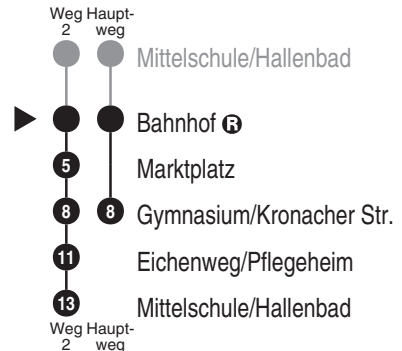 Weg Haupt-
2 weg
Mittelschule/Hallenbad
Bahnhof R
5 Marktplatz
8 8 Gymnasium/Kronacher Str.
11 Eichenweg/Pflegeheim
13 Mittelschule/Hallenbad
Weg Haupt-
2 weg